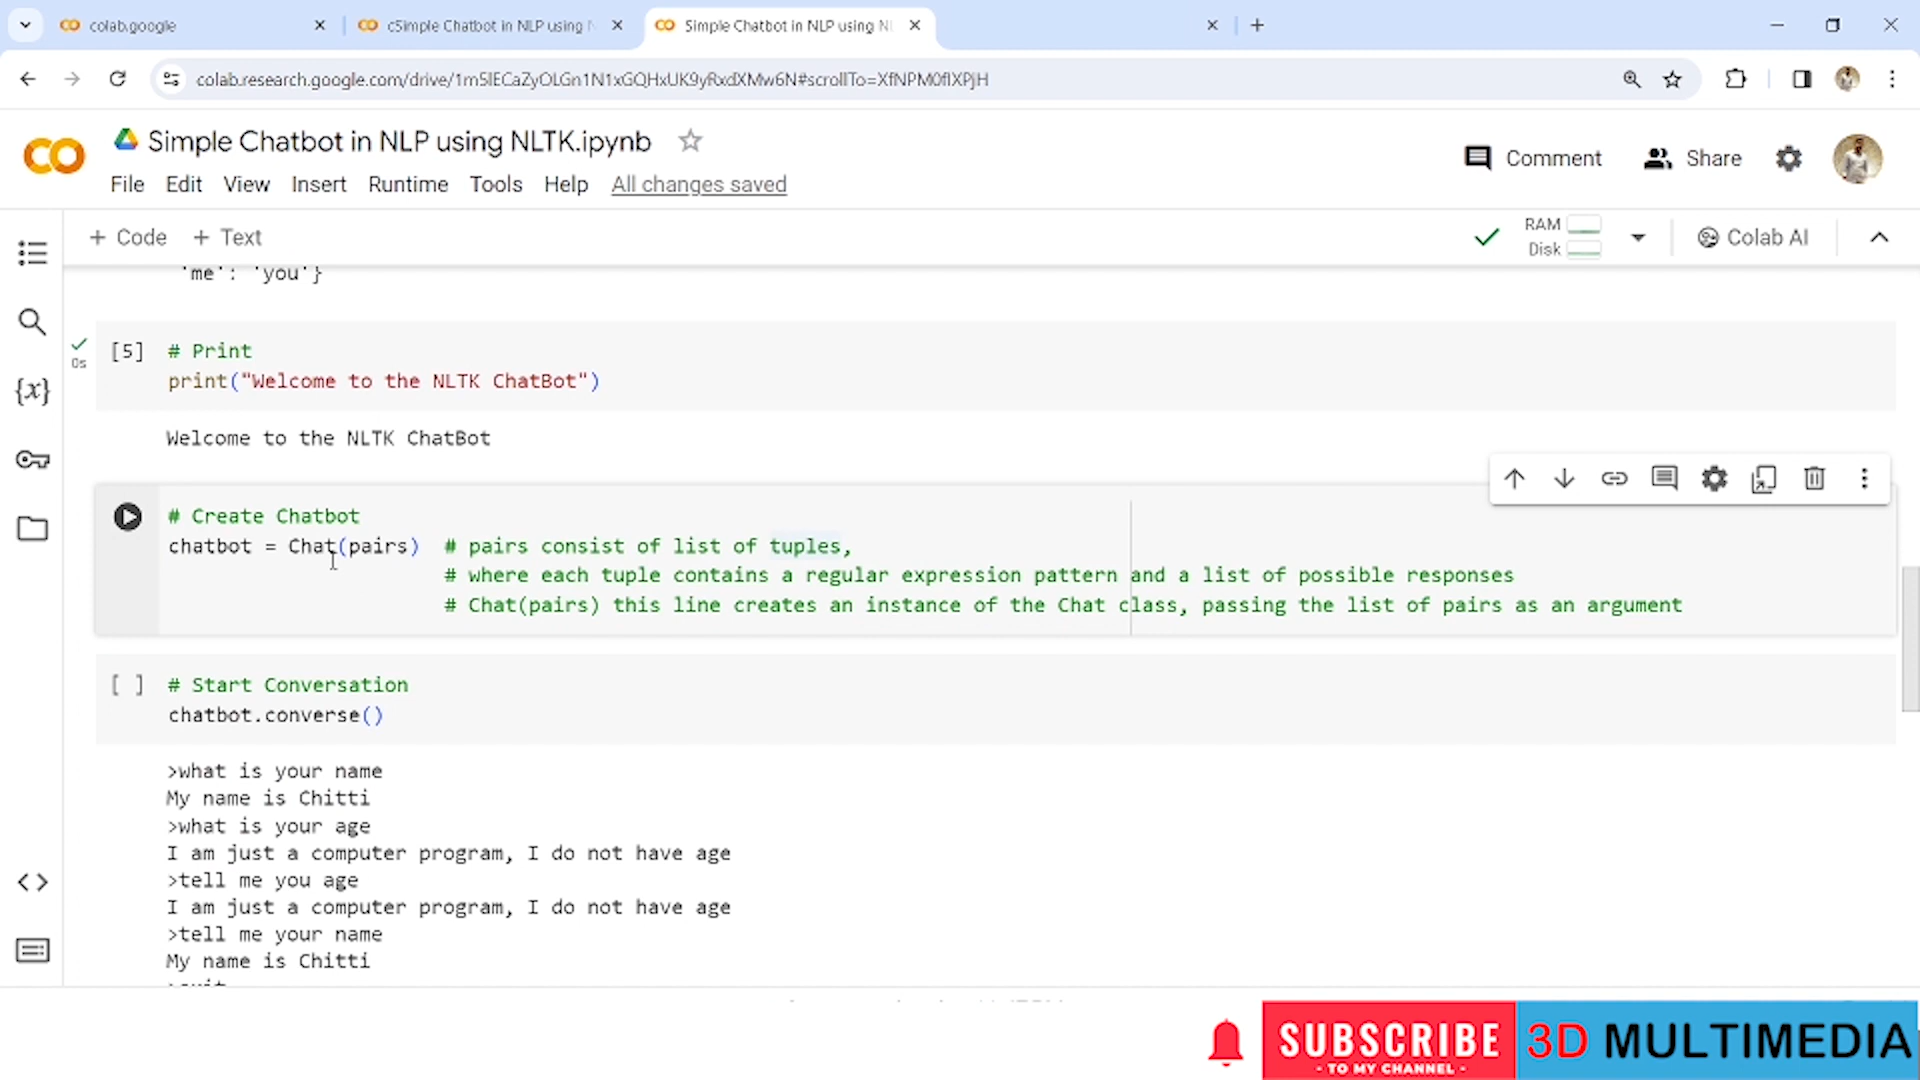 colab.google
cSimple Chatbot in NLP using N
Simple Chatbot in NLP using NL
colab.research.google.com/drive/1m5lECaZyOLGn1N1xGQHxUK9yRxdXMw6N#scrollTo=XfNPM0flXPjH
CO
Simple Chatbot in NLP using NLTK.ipynb
Comment
Share
File Edit View Insert Runtime Tools Help All changes saved
+ Code + Text
RAM
Disk
Colab AI
'me': 'you'}
{x}
0s
[5]
# Print
print("Welcome to the NLTK ChatBot")
Welcome to the NLTK ChatBot
# Create Chatbot
chatbot = Chat(pairs) # pairs consist of list of tuples,
# where each tuple contains a regular expression pattern and a list of possible responses
# Chat(pairs) this line creates an instance of the Chat class, passing the list of pairs as an argument
[ ] # Start Conversation
chatbot.converse()
>what is your name
My name is Chitti
>what is your age
I am just a computer program, I do not have age
>tell me you age
I am just a computer program, I do not have age
>tell me your name
My name is Chitti
SUBSCRIBE
- TO MY CHANNEL -
3D MULTIMEDIA